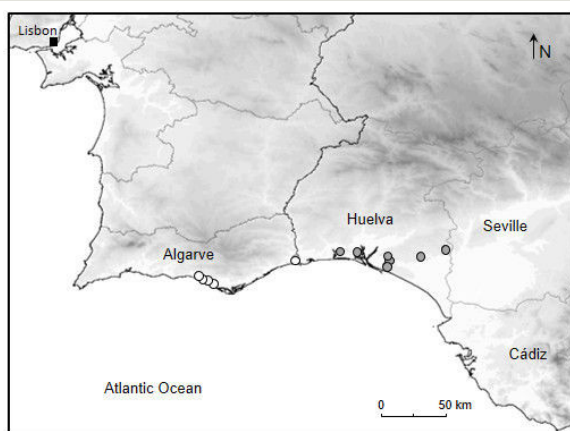 Lisbon
N
Huelva
Seville
Algarve
Cádiz
Atlantic Ocean
0 50 km